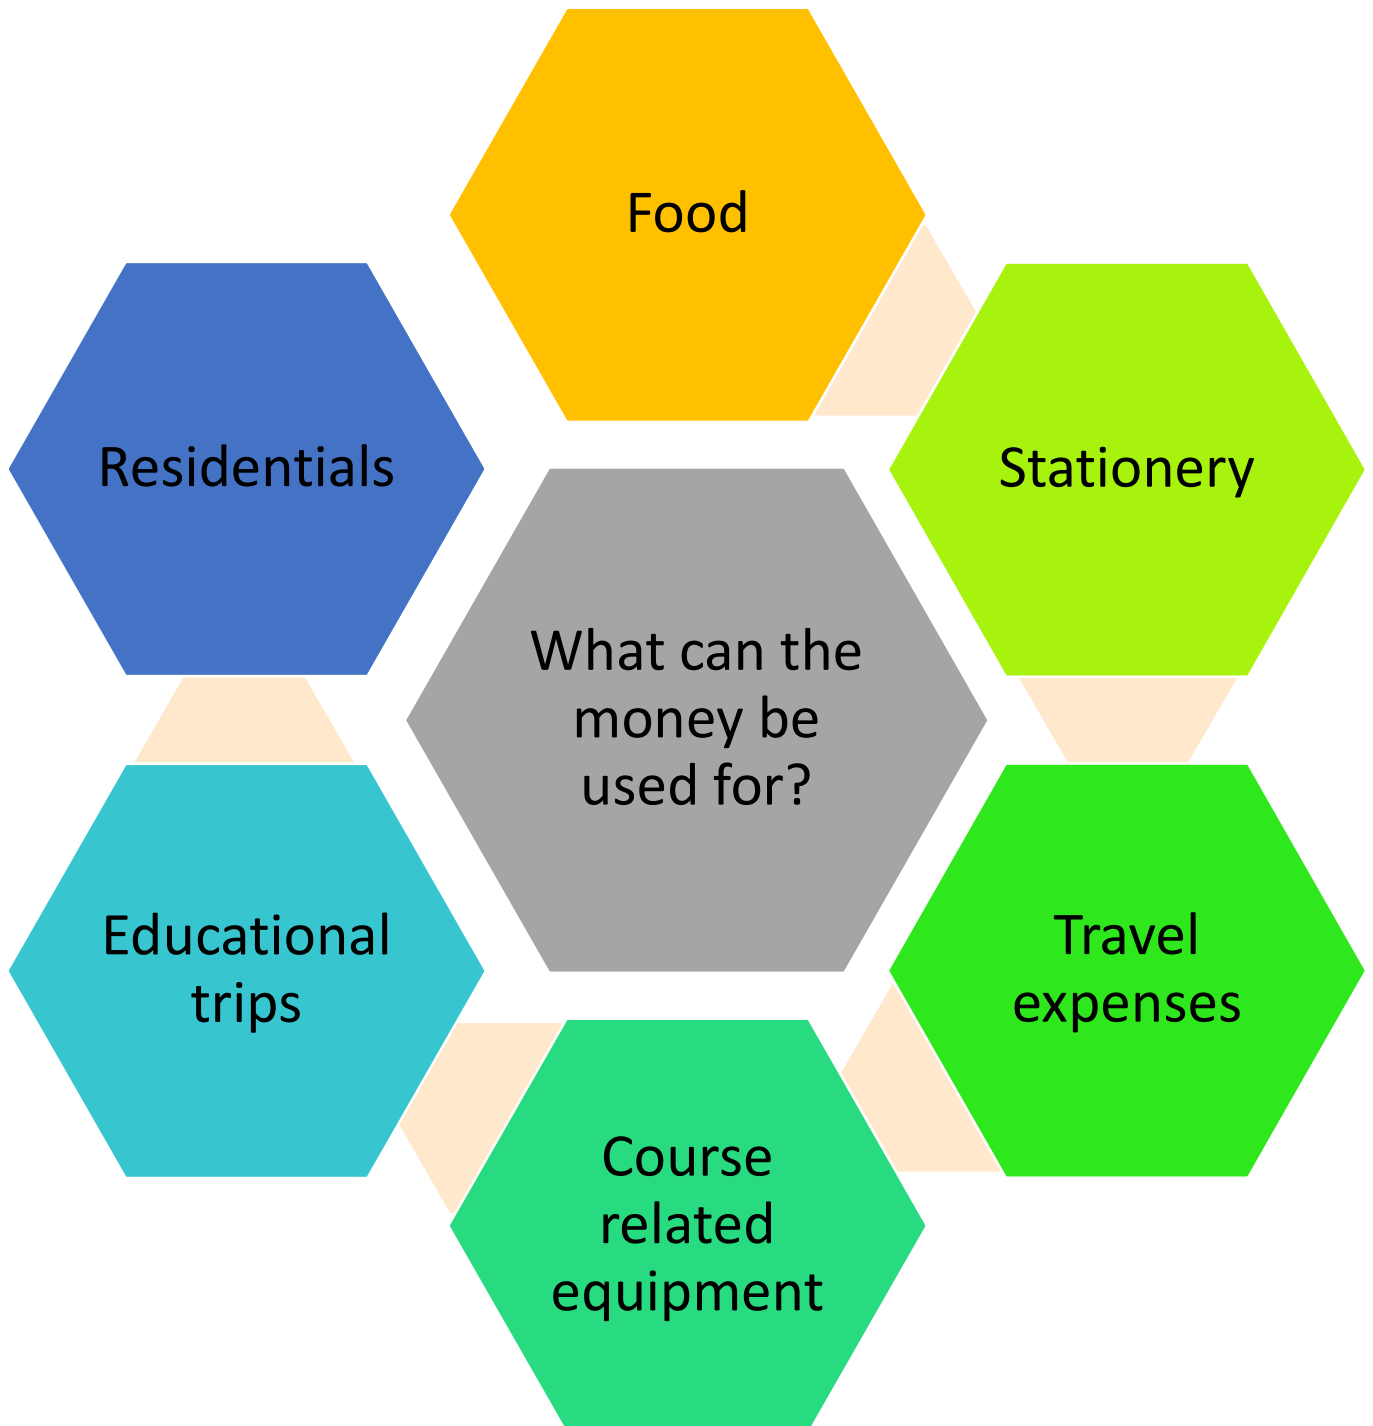 Food
Stationery
Residentials
What can the
money be
used for?
Travel
expenses
Educational
trips
Course
related
equipment